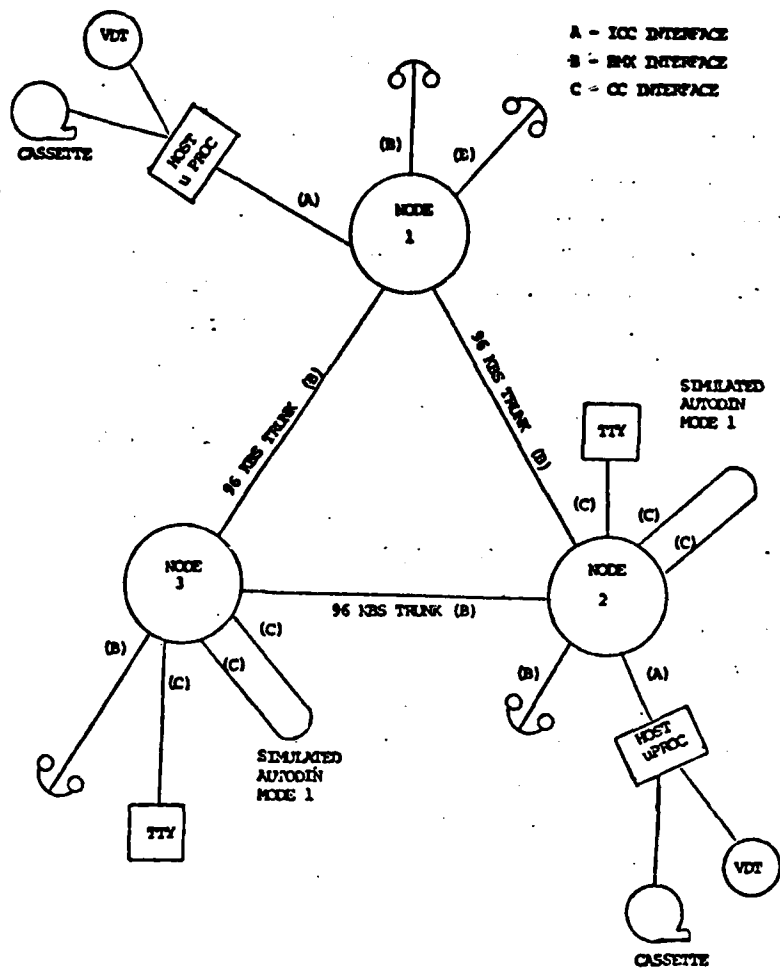 A - ICC INTERFACE
B - BMX INTERFACE
C - CC INTERFACE
VDT
CASSETTE
HOST
u PROC
(A)
(B)
(B)
NODE
1
96 KBS TRUNK (B)
96 KBS TRUNK (B)
SIMULATED
AUTODIN
MODE 1
TTY
(C)
(C)
(C)
NODE
3
NODE
2
96 KBS TRUNK (B)
(B)
(C)
(C)
(C)
(B)
(A)
HOST
uPROC
SIMULATED
AUTODIN
MODE 1
TTY
VDT
CASSETTE